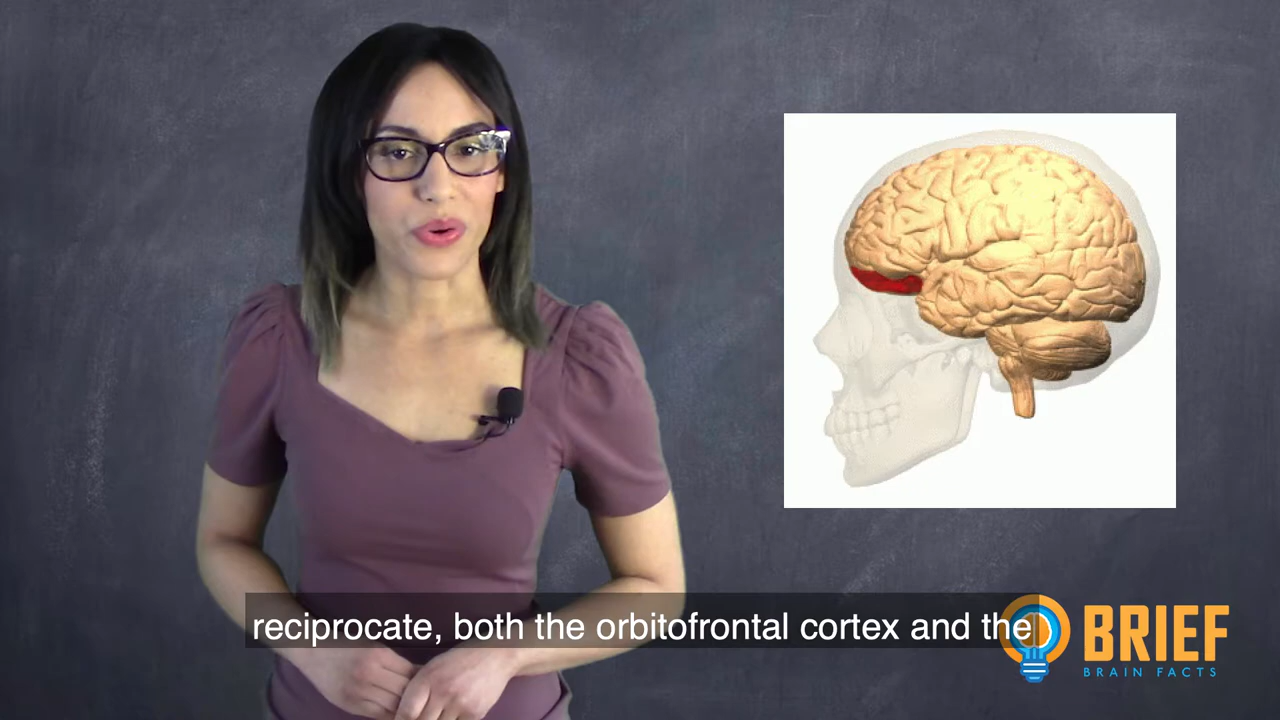 reciprocate, both the orbitofrontal cortex and the
BRIEF
BRAIN FACTS